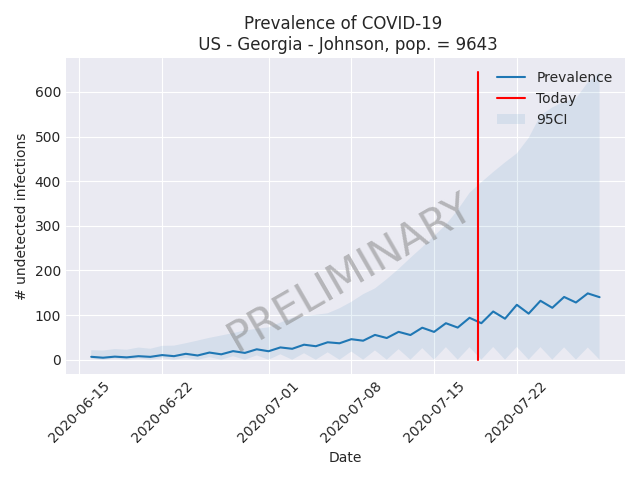 Prevalence of COVID-19
US - Georgia - Johnson, pop. = 9643
Prevalence
Today
95CI
PRELIMINARY
# undetected infections
600
500
400
300
200
100
0
2020-06-15
2020-06-22
2020-07-01
2020-07-08
2020-07-15
2020-07-22
Date